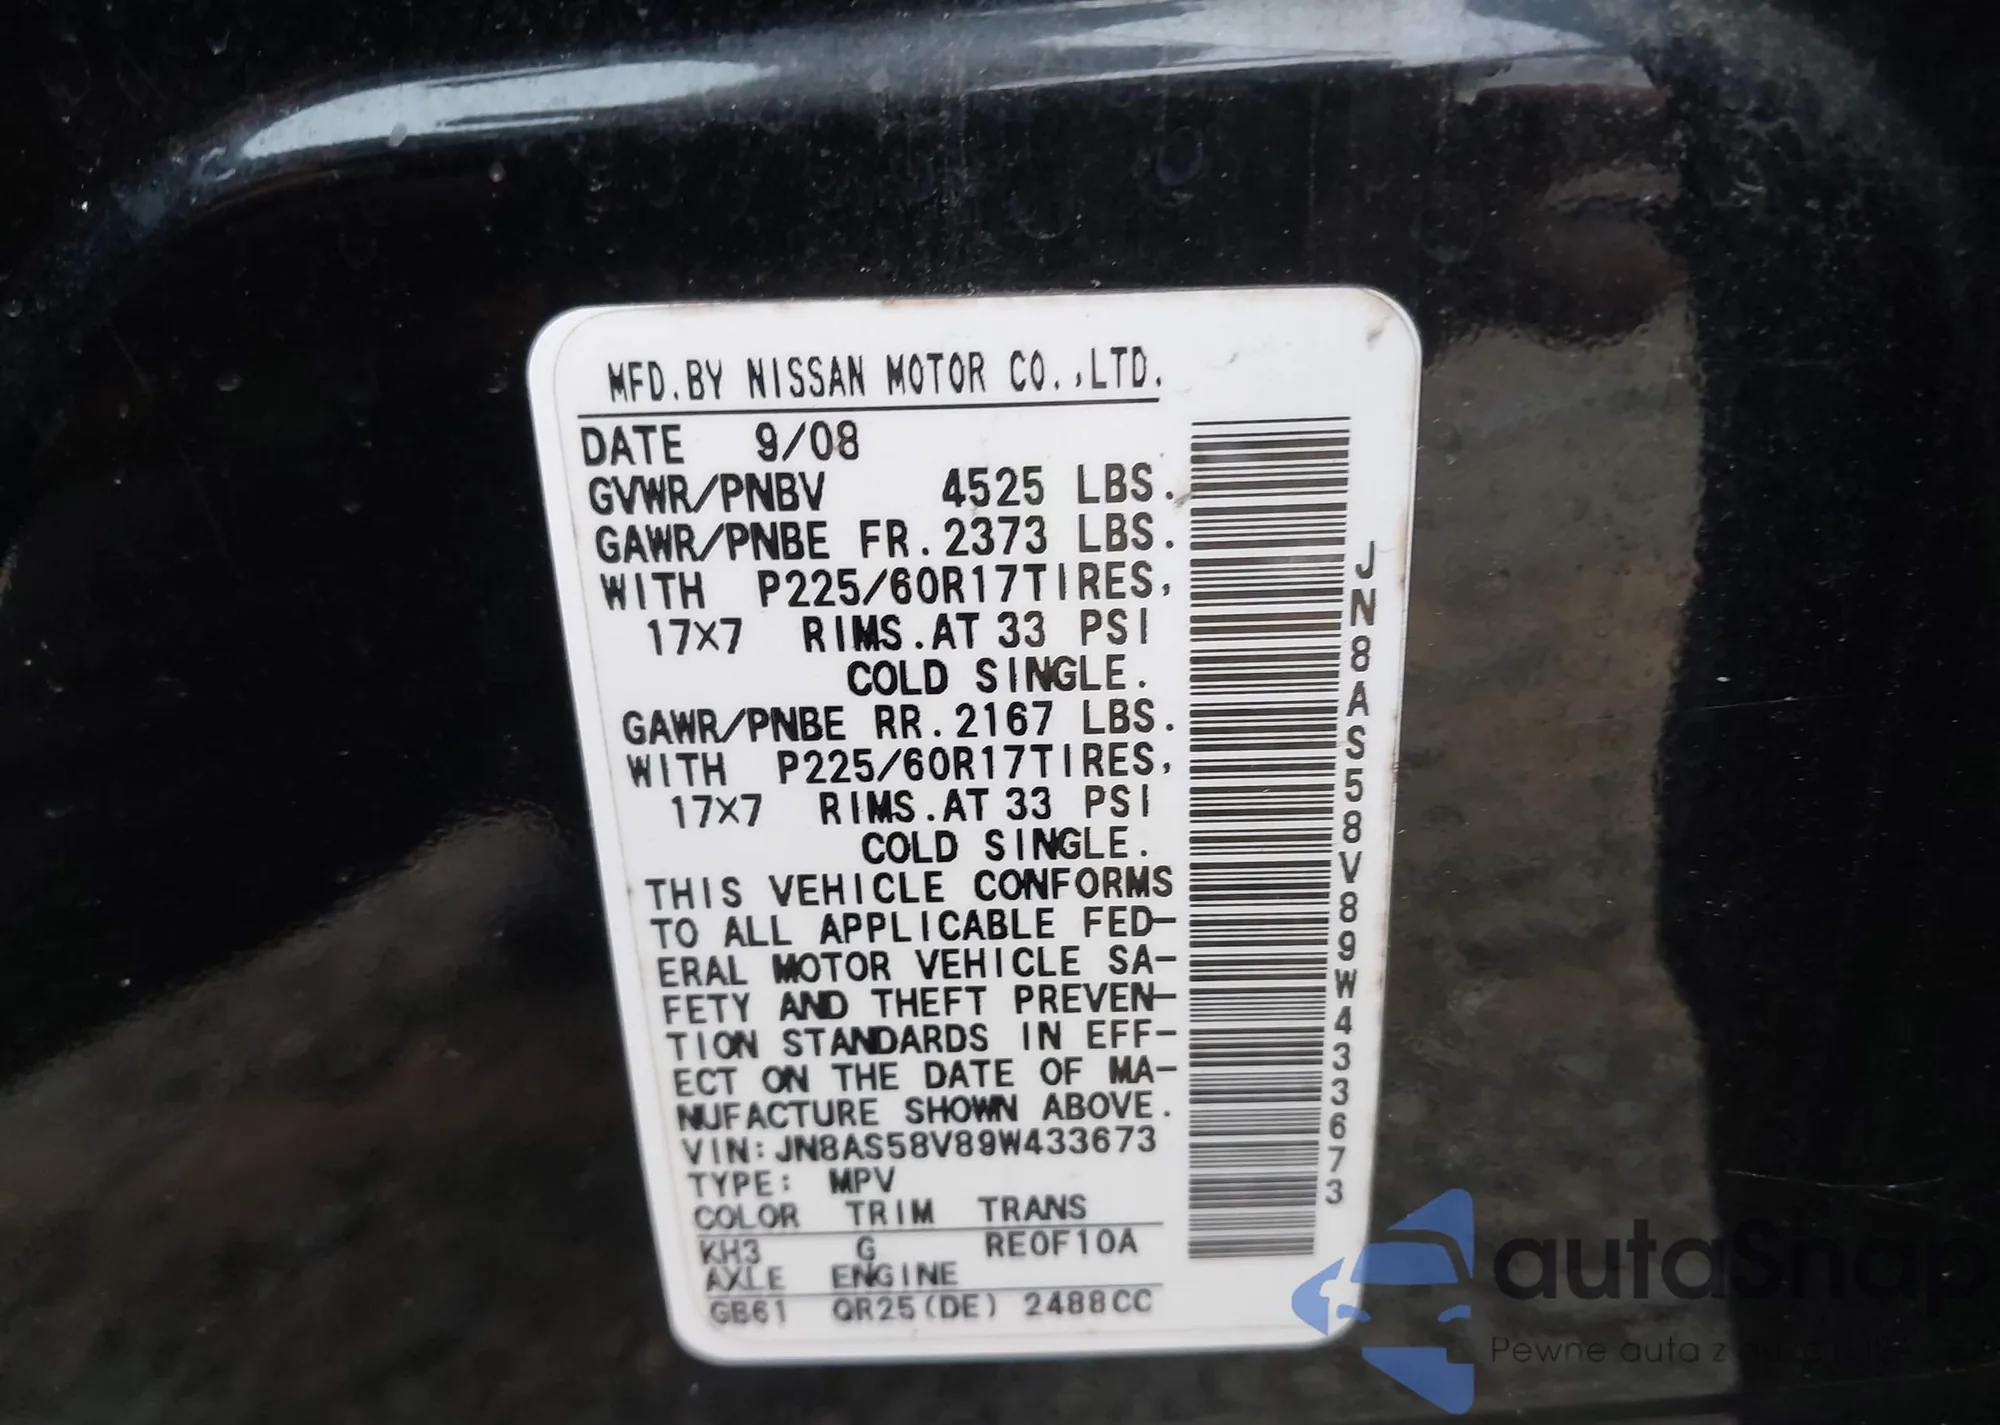 MFD.BY NISSAN MOTOR CO.,LTD.
DATE 9/08
GVWR/PNBV 4525 LBS.
GAWR/PNBE FR.2373 LBS.
WITH P225/60R17TIRES,
17X7 RIMS.AT 33 PSI
COLD SINGLE.
GAWR/PNBE RR.2167 LBS.
WITH P225/60R17TIRES,
17X7 RIMS.AT 33 PSI
COLD SINGLE.
THIS VEHICLE CONFORMS
TO ALL APPLICABLE FED-
ERAL MOTOR VEHICLE SA-
FETY AND THEFT PREVEN-
TION STANDARDS IN EFF-
ECT ON THE DATE OF MA-
NUFACTURE SHOWN ABOVE.
VIN:JN8AS58V89W433673
TYPE: MPV
COLOR TRIM TRANS
KH3 G RE0F10A
AXLE ENGINE
GB61 QR25(DE) 2488CC
JN8AS58V89W433673
autaSnap
Pewne auta z